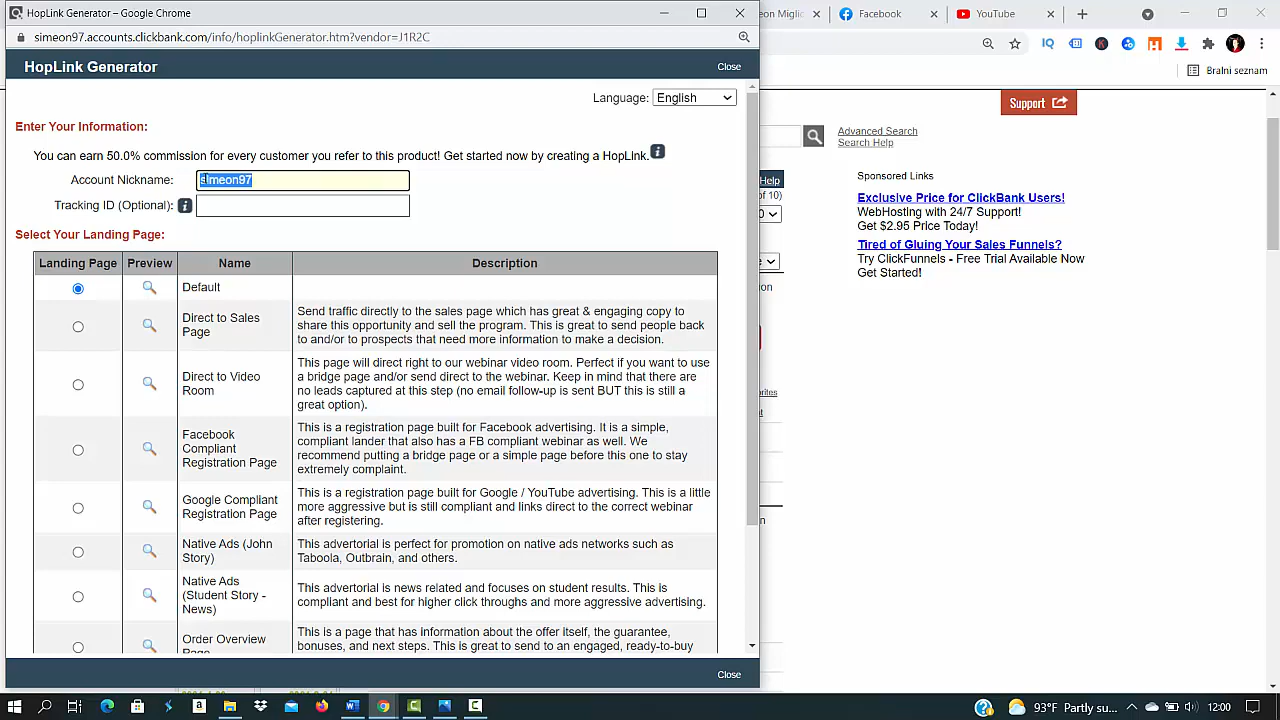 HopLink Generator – Google Chrome
eon Miglic
Facebook
YouTube
simeon97.accounts.clickbank.com/info/hoplinkGenerator.htm?vendor=J1R2C
IQ
Bralni seznam
HopLink Generator
Close
Language: English
Support
Advanced Search
Search Help
Enter Your Information:
You can earn 50.0% commission for every customer you refer to this product! Get started now by creating a HopLink.
Account Nickname: simeon97
Tracking ID (Optional):
Help
of 10)
Sponsored Links
Exclusive Price for ClickBank Users!
WebHosting with 24/7 Support!
Get $2.95 Price Today!
Tired of Gluing Your Sales Funnels?
Try ClickFunnels - Free Trial Available Now
Get Started!
Select Your Landing Page:
Landing Page Preview Name Description
Default
Direct to Sales
Page
Send traffic directly to the sales page which has great & engaging copy to
share this opportunity and sell the program. This is great to send people back
to and/or to prospects that need more information to make a decision.
Direct to Video
Room
This page will direct right to our webinar video room. Perfect if you want to use
a bridge page and/or send direct to the webinar. Keep in mind that there are
no leads captured at this step (no email follow-up is sent BUT this is still a
great option).
Facebook
Compliant
Registration Page
This is a registration page built for Facebook advertising. It is a simple,
compliant lander that also has a FB compliant webinar as well. We
recommend putting a bridge page or a simple page before this one to stay
extremely complaint.
Google Compliant
Registration Page
This is a registration page built for Google / YouTube advertising. This is a little
more aggressive but is still compliant and links direct to the correct webinar
after registering.
Native Ads (John
Story)
This advertorial is perfect for promotion on native ads networks such as
Taboola, Outbrain, and others.
Native Ads
(Student Story -
News)
This advertorial is news related and focuses on student results. This is
compliant and best for higher click throughs and more aggressive advertising.
Order Overview
Page
This is a page that has information about the offer itself, the guarantee,
bonuses, and next steps. This is great to send to an engaged, ready-to-buy
Close
93°F Partly su...
12:00